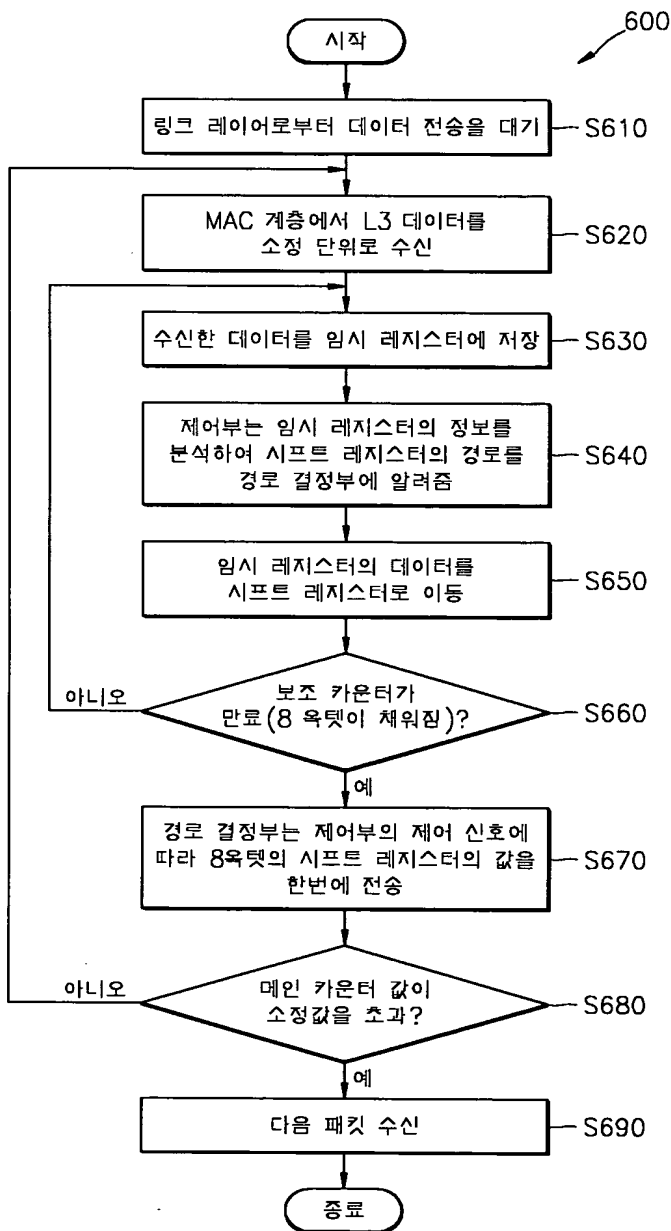 600
시작
링크 레이어로부터 데이터 전송을 대기
S610
MAC 계층에서 L3 데이터를
소정 단위로 수신
S620
수신한 데이터를 임시 레지스터에 저장
S630
제어부는 임시 레지스터의 정보를
분석하여 시프트 레지스터의 경로를
경로 결정부에 알려줌
S640
임시 레지스터의 데이터를
시프트 레지스터로 이동
S650
아니오
보조 카운터가
만료(8 옥텟이 채워짐)?
S660
예
경로 결정부는 제어부의 제어 신호에
따라 8옥텟의 시프트 레지스터의 값을
한번에 전송
S670
아니오
메인 카운터 값이
소정값을 초과?
S680
예
다음 패킷 수신
S690
종료